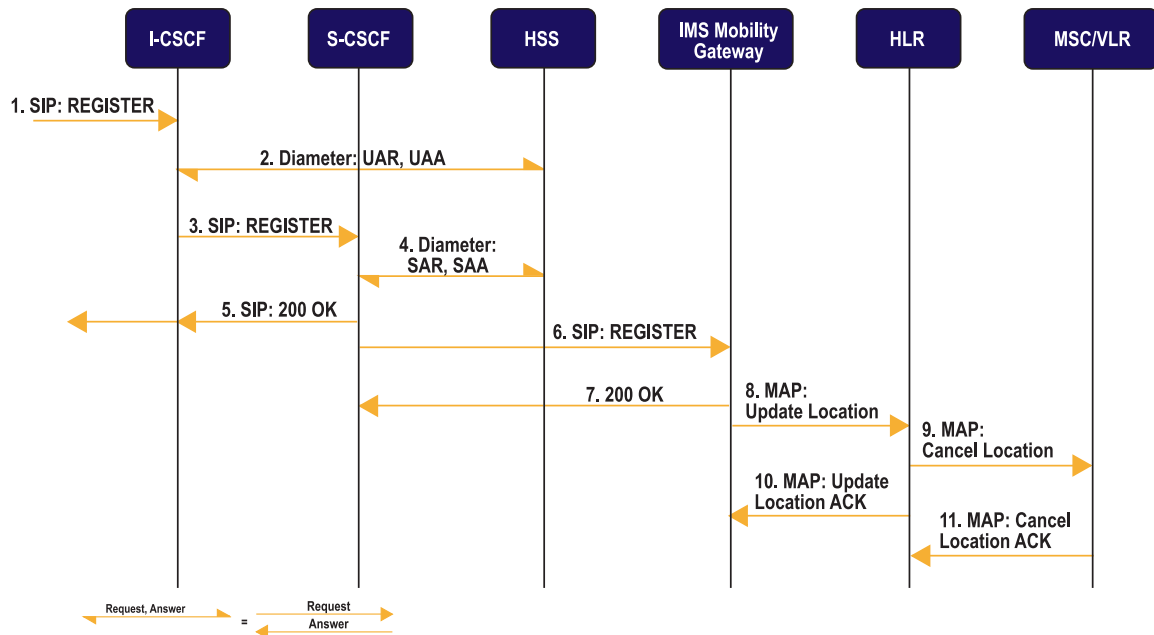 I-CSCF
S-CSCF
HSS
IMS Mobility
Gateway
HLR
MSC/VLR
1. SIP: REGISTER
2. Diameter: UAR, UAA
3. SIP: REGISTER
4. Diameter:
SAR, SAA
5. SIP: 200 OK
6. SIP: REGISTER
7. 200 OK
8. MAP:
Update Location
9. MAP:
Cancel Location
10. MAP: Update
Location ACK
11. MAP: Cancel
Location ACK
Request, Answer
=
Request
Answer